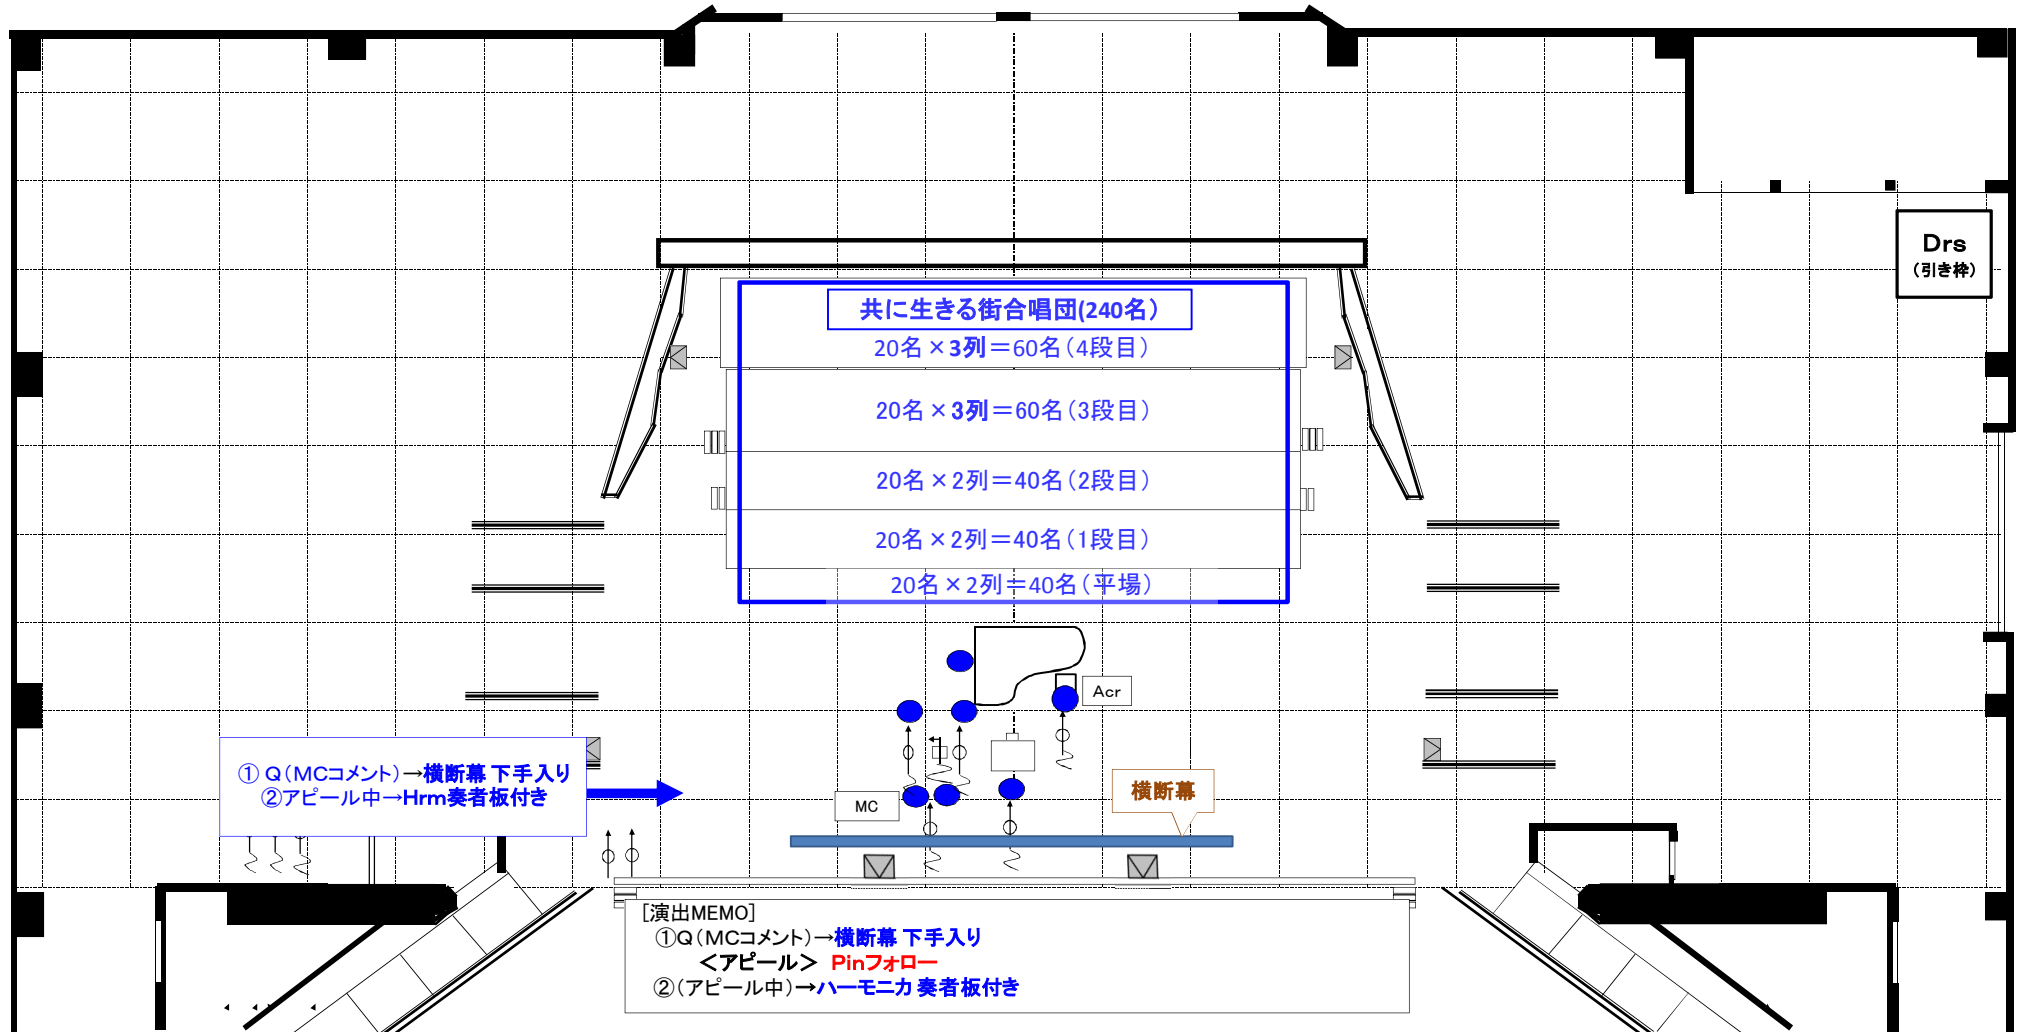 Drs
(引き枠)
共に生きる街合唱団(240名)
20名×3列＝60名(4段目)
20名×3列＝60名(3段目)
20名×2列＝40名(2段目)
20名×2列＝40名(1段目)
20名×2列＝40名(平場)
Acr
①Q(MCコメント)→横断幕 下手入り
②アピール中→Hrm奏者板付き
MC
横断幕
[演出MEMO]
①Q(MCコメント)→横断幕 下手入り
＜アピール＞ Pinフォロー
②(アピール中)→ハーモニカ 奏者板付き